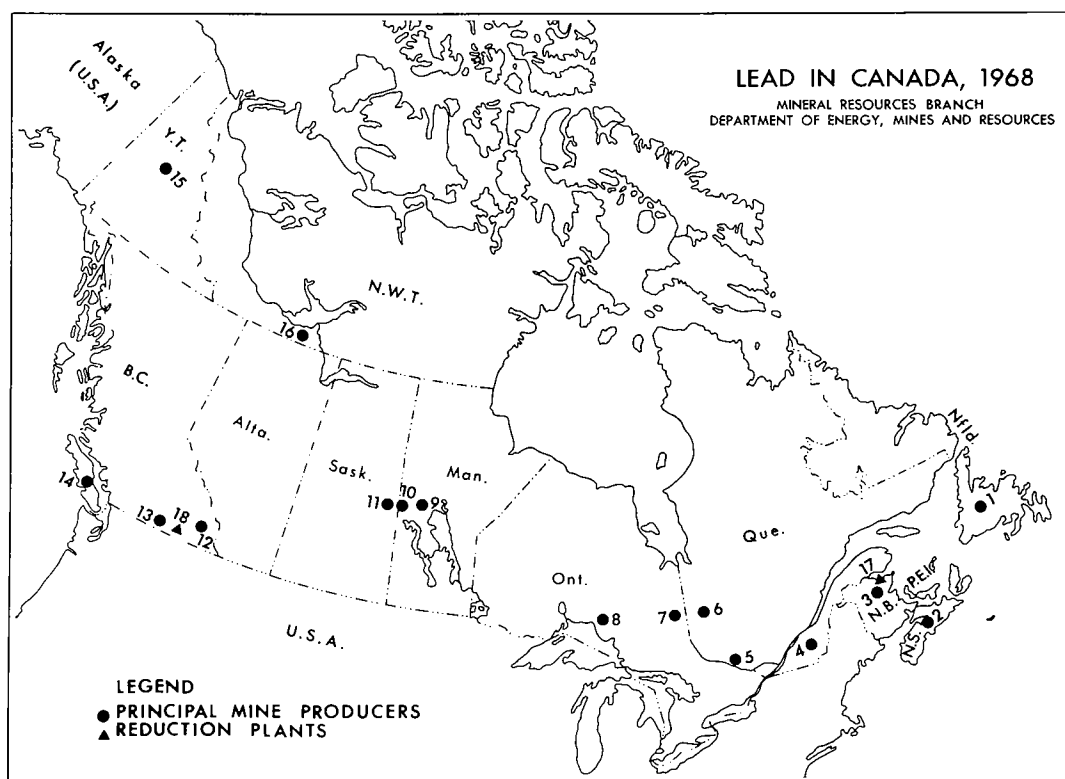 LEAD IN CANADA, 1968
MINERAL RESOURCES BRANCH
DEPARTMENT OF ENERGY, MINES AND RESOURCES
Alaska
(U.S.A.)
Y.T.
15
N.W.T.
16
B.C.
Alta.
Sask.
Man.
Nfld.
14
13
18
12
11
10
9
1
Que.
Ont.
17
P.E.I.
3
N.B.
2
N.S.
8
7
6
5
4
U.S.A.
LEGEND
PRINCIPAL MINE PRODUCERS
REDUCTION PLANTS